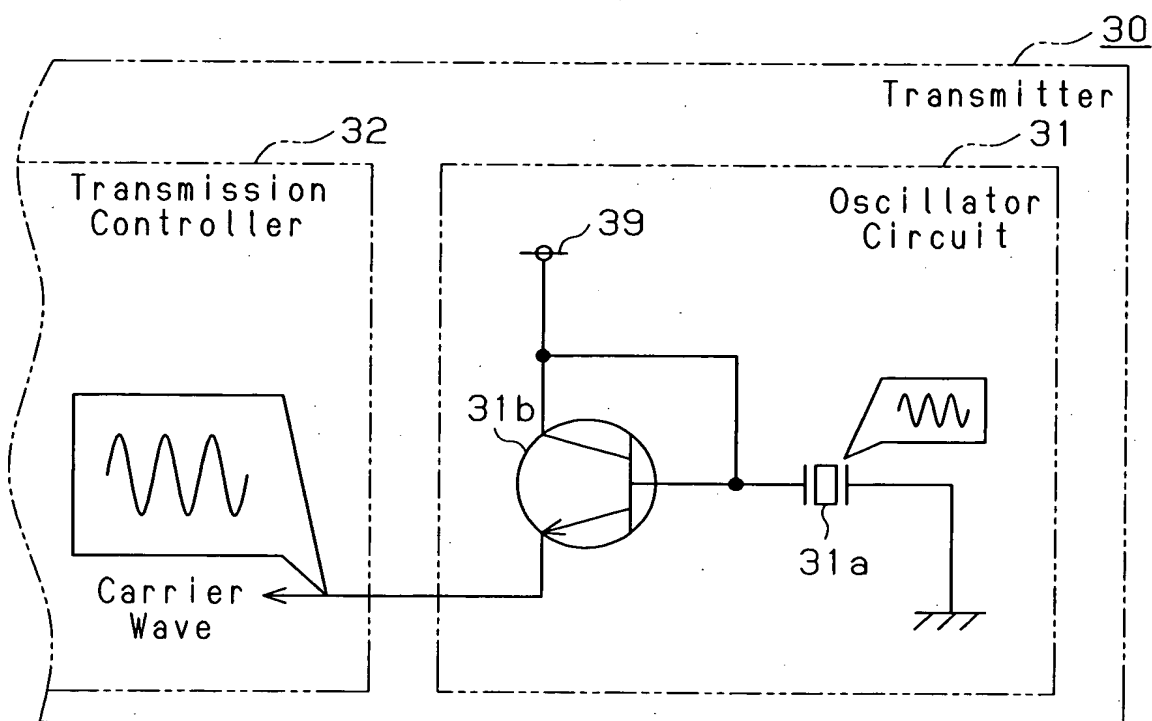 30
Transmitter
32
31
Transmission
Controller
Oscillator
Circuit
39
31b
31a
Carrier
Wave